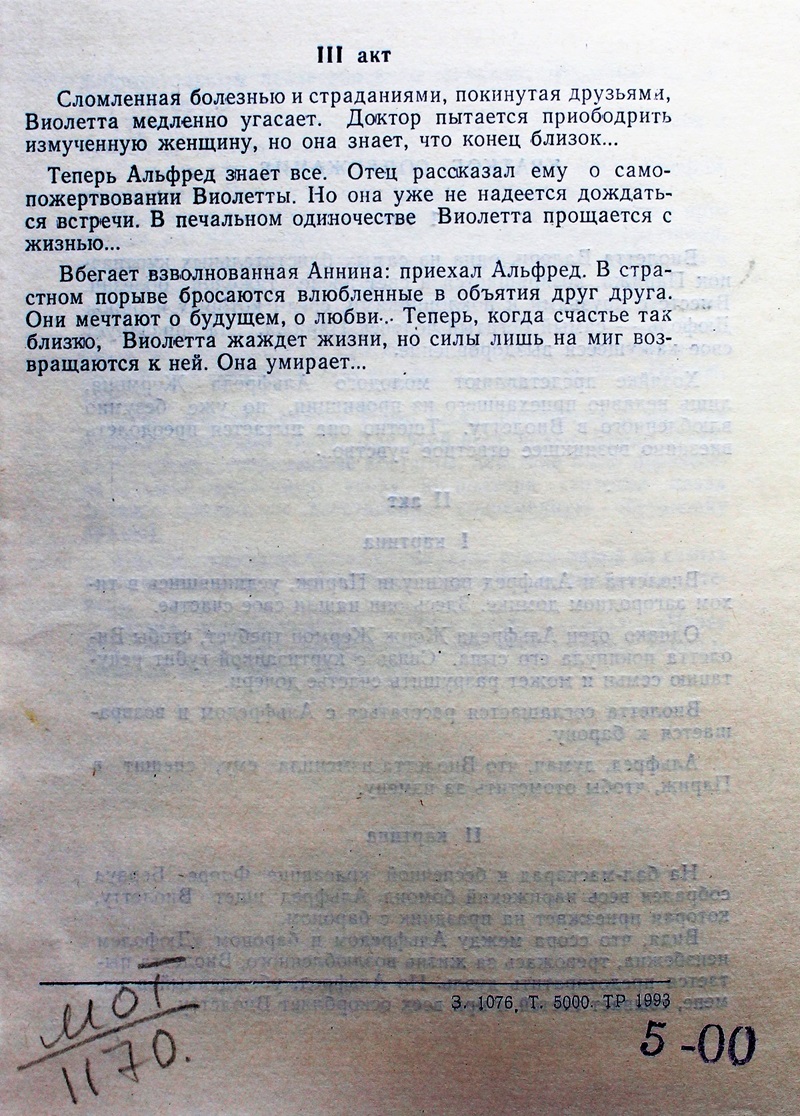 III акт
Сломленная болезнью и страданиями, покинутая друзьями,
Виолетта медленно угасает. Доктор пытается приободрить
измученную женщину, но она знает, что конец близок...
Теперь Альфред знает все. Отец рассказал ему о само-
пожертвовании Виолетты. Но она уже не надеется дождать-
ся встречи. В печальном одиночестве Виолетта прощается с
жизнью...
Вбегает взволнованная Аннина: приехал Альфред. В стра-
стном порыве бросаются влюбленные в объятия друг друга.
Они мечтают о будущем, о любви... Теперь, когда счастье так
близко, Виолетта жаждет жизни, но силы лишь на миг воз-
вращаются к ней. Она умирает...
З. 1076, Т. 5000. ТР 1993
5-00
1170.